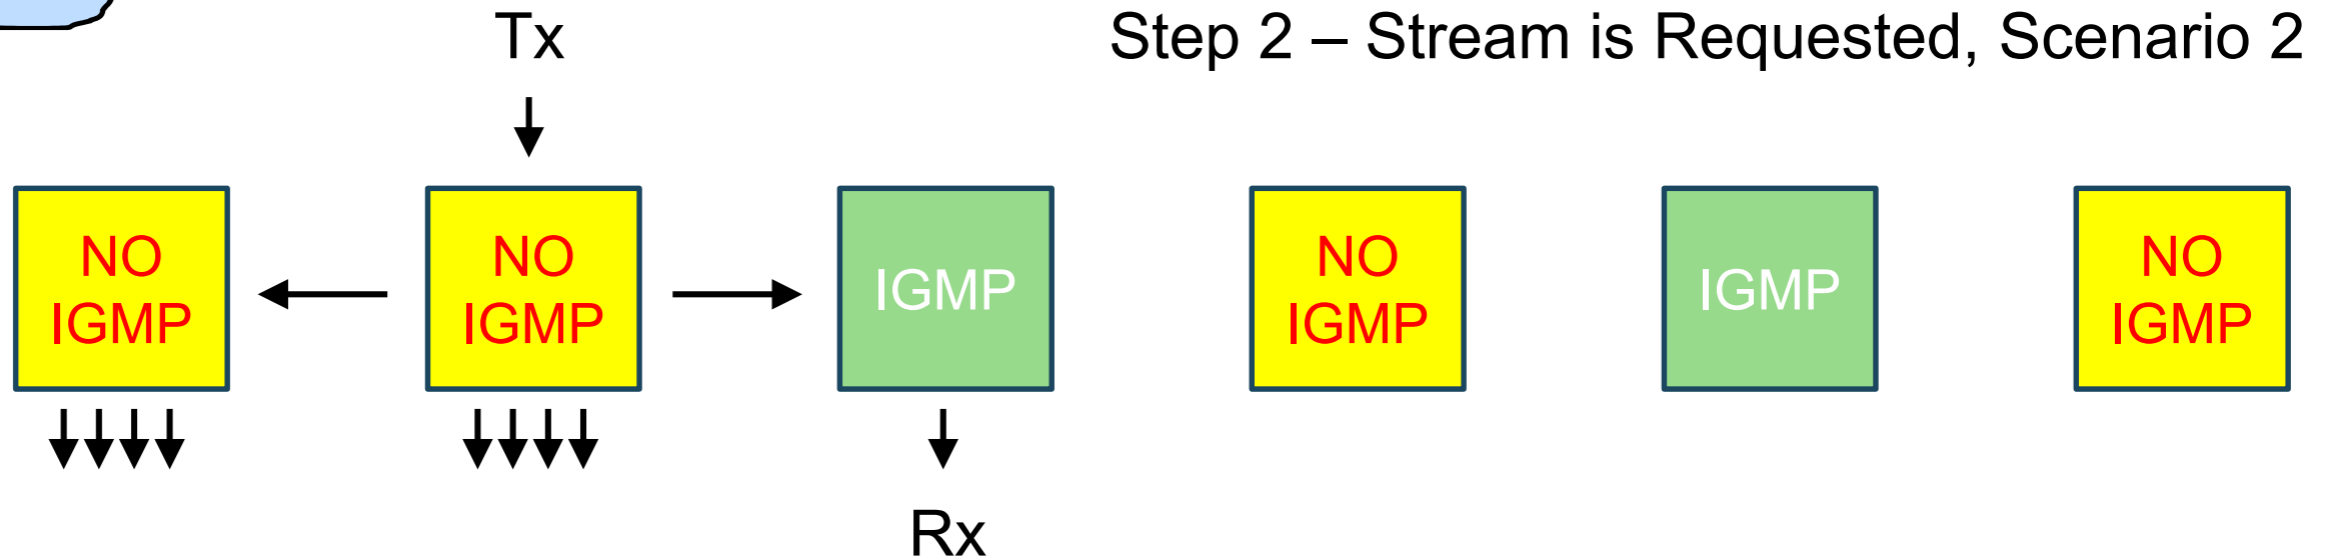 Tx
Step 2 – Stream is Requested, Scenario 2
NO
IGMP
NO
IGMP
IGMP
NO
IGMP
IGMP
NO
IGMP
Rx